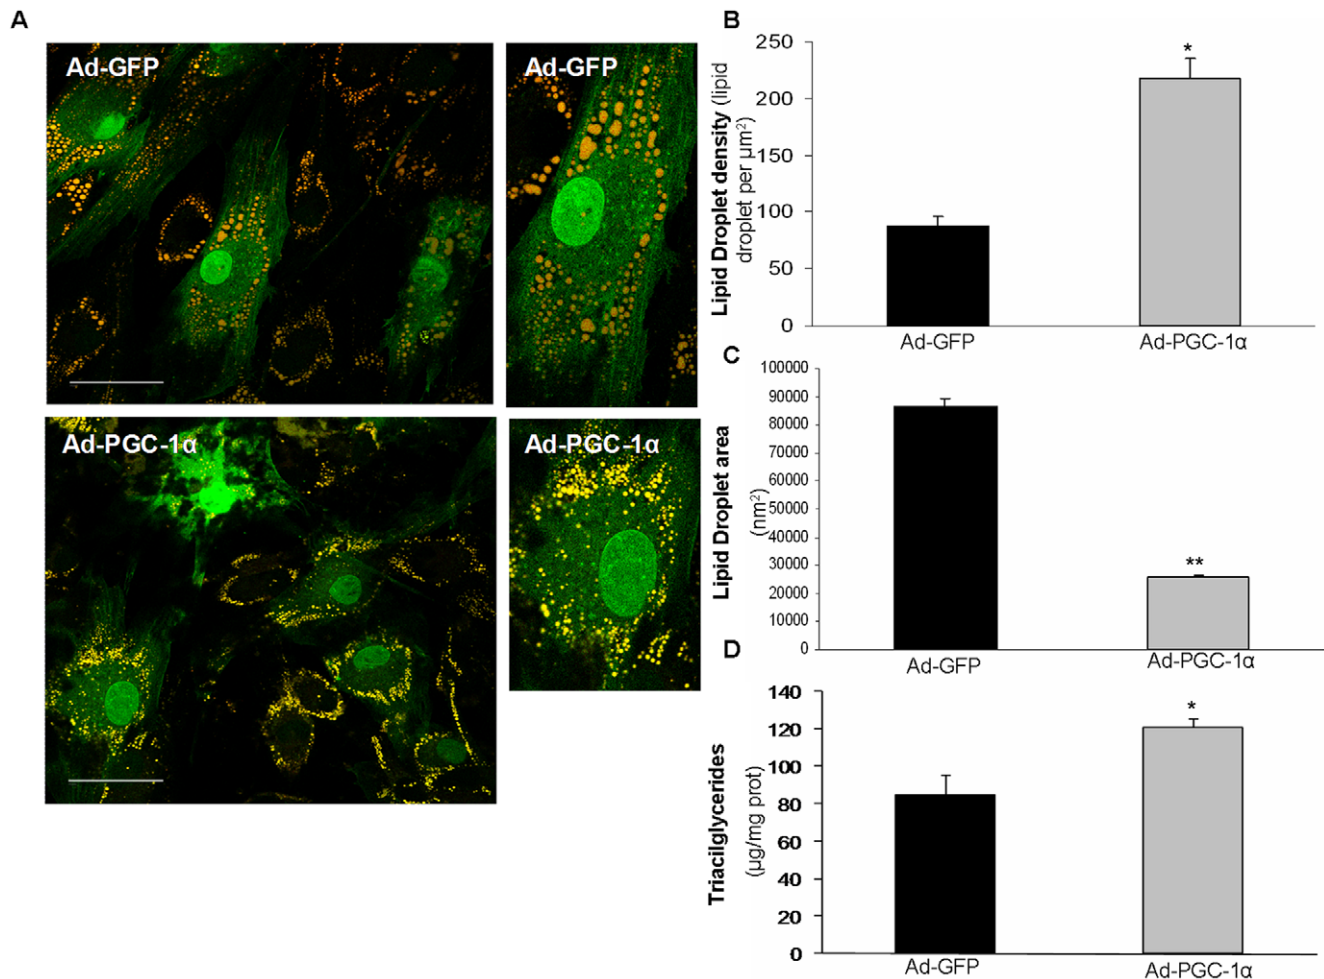 A
Ad-GFP
Ad-GFP
Ad-PGC-1α
Ad-PGC-1α
B
Lipid Droplet density (lipid
droplet per µm²)
250
200
150
100
50
0
*
Ad-GFP
Ad-PGC-1α
C
Lipid Droplet area
(nm²)
100000
90000
80000
70000
60000
50000
40000
30000
20000
10000
0
**
Ad-GFP
Ad-PGC-1α
D
Triacilglycerides
(µg/mg prot)
140
120
100
80
60
40
20
0
*
Ad-GFP
Ad-PGC-1α